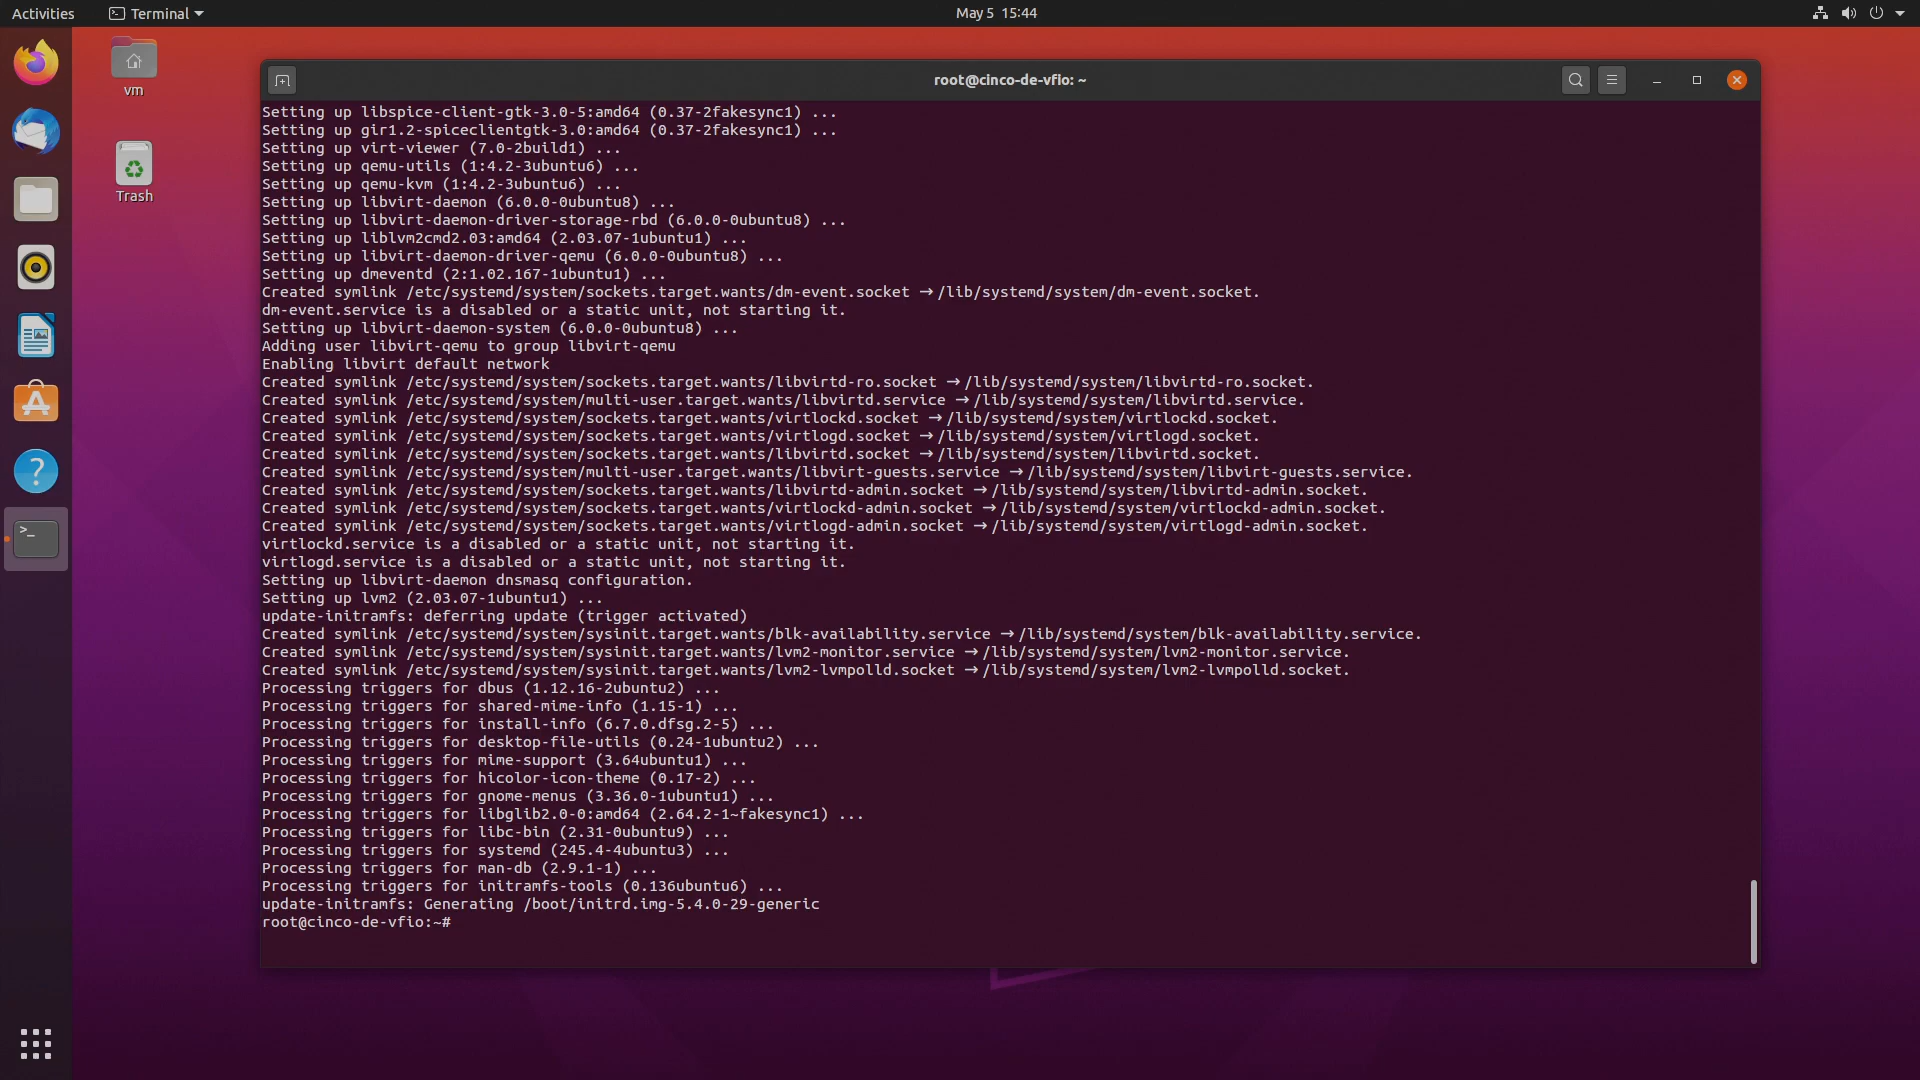 Activities
Terminal
May 5 15:44
vm
Trash
root@cinco-de-vfio: ~
Setting up libspice-client-gtk-3.0-5:amd64 (0.37-2fakesync1) ...
Setting up gir1.2-spiceclientgtk-3.0:amd64 (0.37-2fakesync1) ...
Setting up virt-viewer (7.0-2build1) ...
Setting up qemu-utils (1:4.2-3ubuntu6) ...
Setting up qemu-kvm (1:4.2-3ubuntu6) ...
Setting up libvirt-daemon (6.0.0-0ubuntu8) ...
Setting up libvirt-daemon-driver-storage-rbd (6.0.0-0ubuntu8) ...
Setting up liblvm2cmd2.03:amd64 (2.03.07-1ubuntu1) ...
Setting up libvirt-daemon-driver-qemu (6.0.0-0ubuntu8) ...
Setting up dmeventd (2:1.02.167-1ubuntu1) ...
Created symlink /etc/systemd/system/sockets.target.wants/dm-event.socket → /lib/systemd/system/dm-event.socket.
dm-event.service is a disabled or a static unit, not starting it.
Setting up libvirt-daemon-system (6.0.0-0ubuntu8) ...
Adding user libvirt-qemu to group libvirt-qemu
Enabling libvirt default network
Created symlink /etc/systemd/system/sockets.target.wants/libvirtd-ro.socket → /lib/systemd/system/libvirtd-ro.socket.
Created symlink /etc/systemd/system/multi-user.target.wants/libvirtd.service → /lib/systemd/system/libvirtd.service.
Created symlink /etc/systemd/system/sockets.target.wants/virtlockd.socket → /lib/systemd/system/virtlockd.socket.
Created symlink /etc/systemd/system/sockets.target.wants/virtlogd.socket → /lib/systemd/system/virtlogd.socket.
Created symlink /etc/systemd/system/sockets.target.wants/libvirtd.socket → /lib/systemd/system/libvirtd.socket.
Created symlink /etc/systemd/system/multi-user.target.wants/libvirt-guests.service → /lib/systemd/system/libvirt-guests.service.
Created symlink /etc/systemd/system/sockets.target.wants/libvirtd-admin.socket → /lib/systemd/system/libvirtd-admin.socket.
Created symlink /etc/systemd/system/sockets.target.wants/virtlockd-admin.socket → /lib/systemd/system/virtlockd-admin.socket.
Created symlink /etc/systemd/system/sockets.target.wants/virtlogd-admin.socket → /lib/systemd/system/virtlogd-admin.socket.
virtlockd.service is a disabled or a static unit, not starting it.
virtlogd.service is a disabled or a static unit, not starting it.
Setting up libvirt-daemon dnsmasq configuration.
Setting up lvm2 (2.03.07-1ubuntu1) ...
update-initramfs: deferring update (trigger activated)
Created symlink /etc/systemd/system/sysinit.target.wants/blk-availability.service → /lib/systemd/system/blk-availability.service.
Created symlink /etc/systemd/system/sysinit.target.wants/lvm2-monitor.service → /lib/systemd/system/lvm2-monitor.service.
Created symlink /etc/systemd/system/sysinit.target.wants/lvm2-lvmpolld.socket → /lib/systemd/system/lvm2-lvmpolld.socket.
Processing triggers for dbus (1.12.16-2ubuntu2) ...
Processing triggers for shared-mime-info (1.15-1) ...
Processing triggers for install-info (6.7.0.dfsg.2-5) ...
Processing triggers for desktop-file-utils (0.24-1ubuntu2) ...
Processing triggers for mime-support (3.64ubuntu1) ...
Processing triggers for hicolor-icon-theme (0.17-2) ...
Processing triggers for gnome-menus (3.36.0-1ubuntu1) ...
Processing triggers for libglib2.0-0:amd64 (2.64.2-1~fakesync1) ...
Processing triggers for libc-bin (2.31-0ubuntu9) ...
Processing triggers for systemd (245.4-4ubuntu3) ...
Processing triggers for man-db (2.9.1-1) ...
Processing triggers for initramfs-tools (0.136ubuntu6) ...
update-initramfs: Generating /boot/initrd.img-5.4.0-29-generic
root@cinco-de-vfio:~#